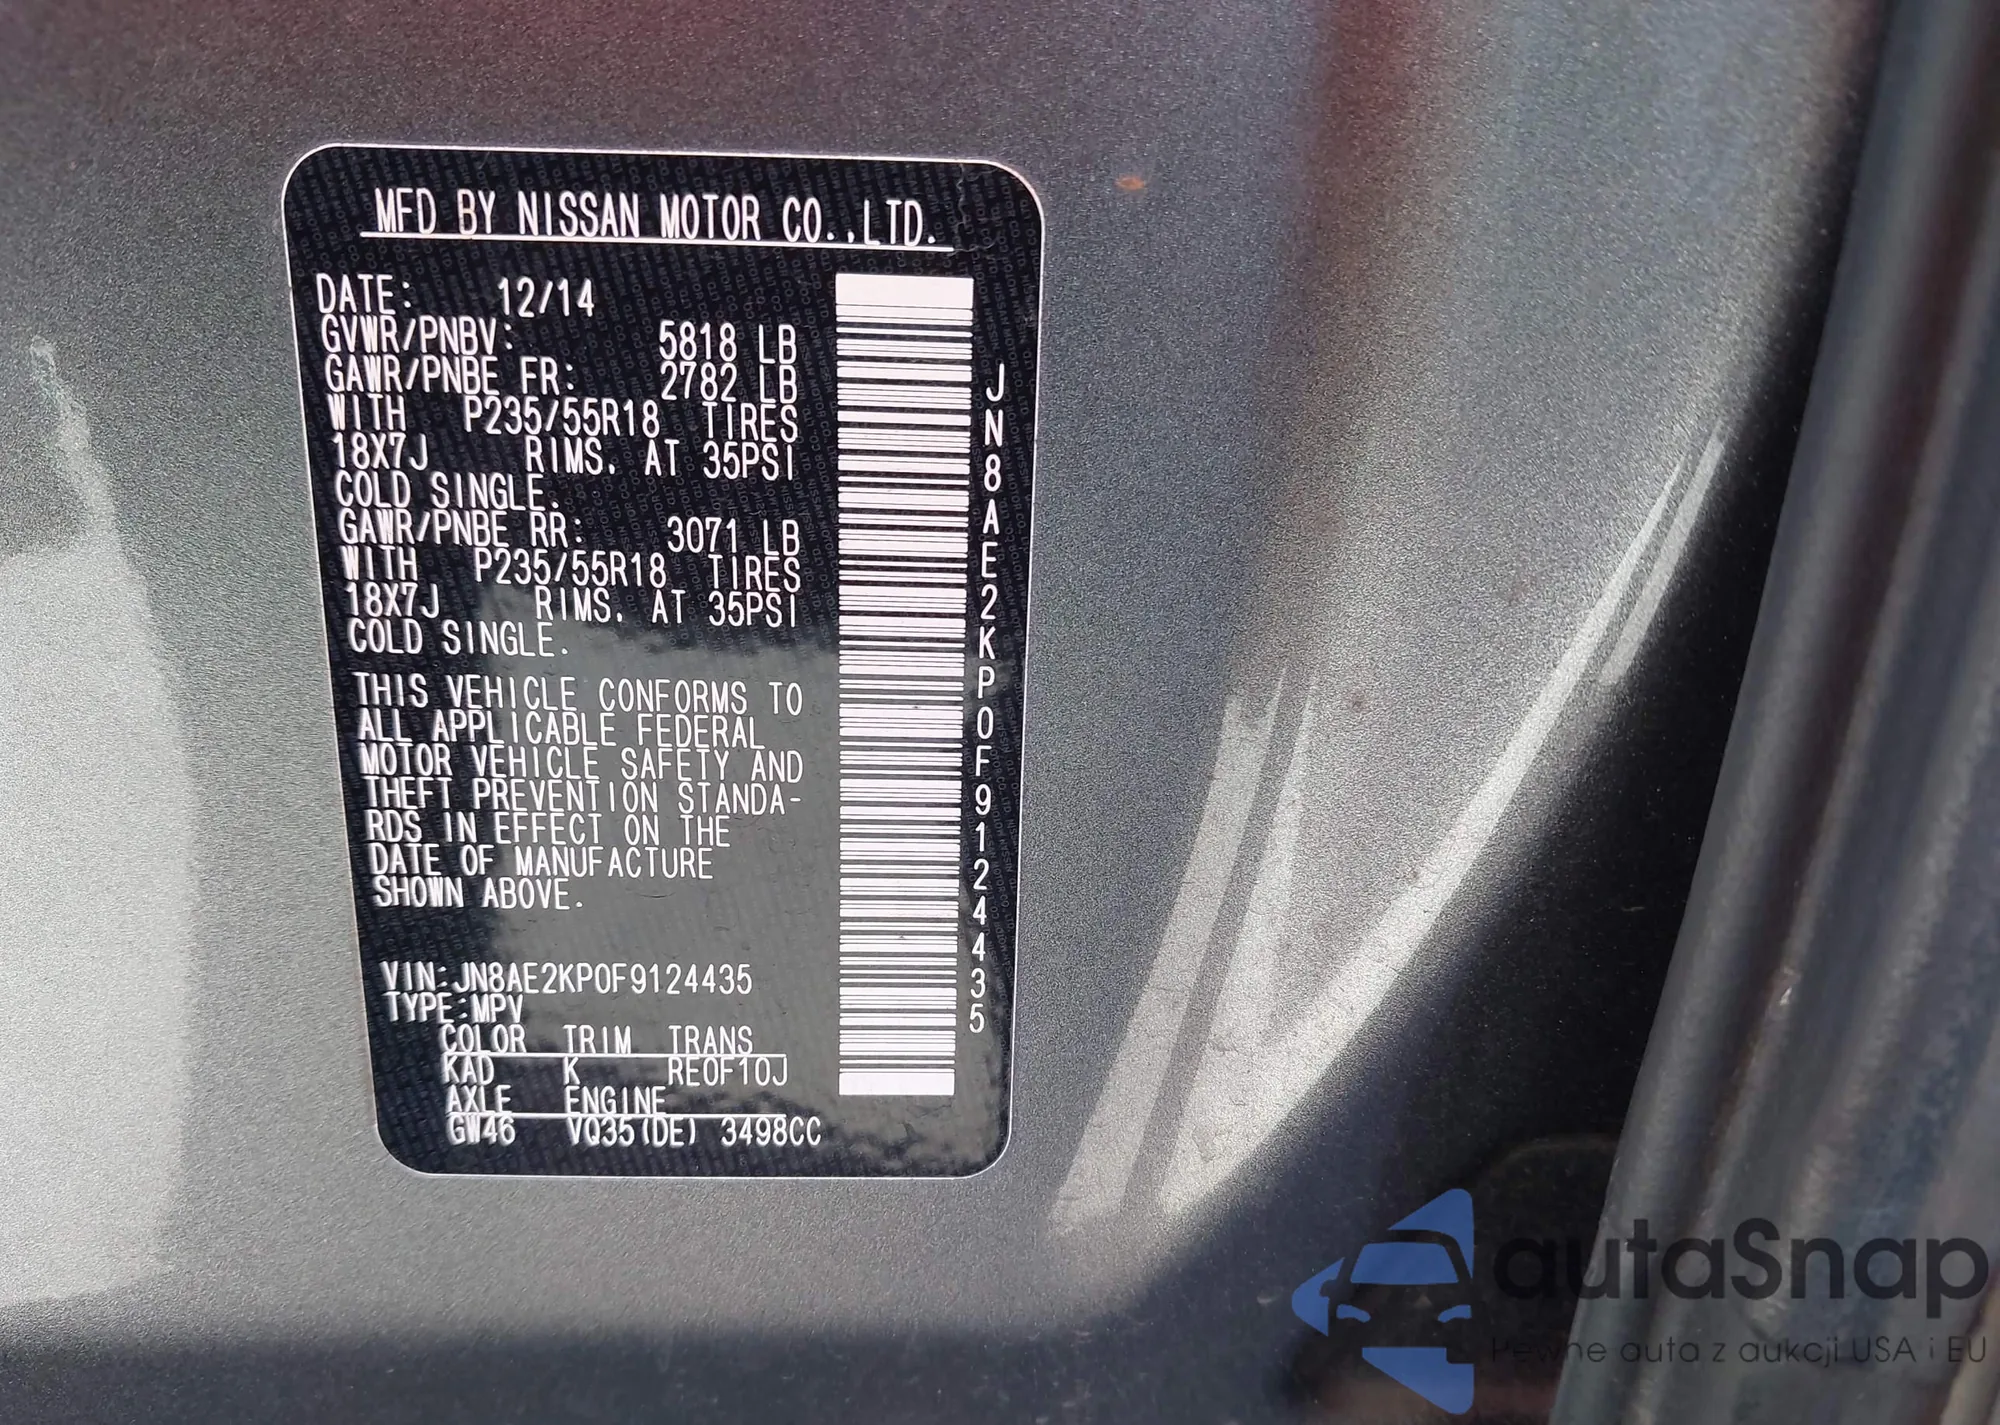 MFD BY NISSAN MOTOR CO.,LTD.
DATE: 12/14
GVWR/PNBV: 5818 LB
GAWR/PNBE FR: 2782 LB
WITH P235/55R18 TIRES
18X7J RIMS. AT 35PSI
COLD SINGLE.
GAWR/PNBE RR: 3071 LB
WITH P235/55R18 TIRES
18X7J RIMS. AT 35PSI
COLD SINGLE.
THIS VEHICLE CONFORMS TO
ALL APPLICABLE FEDERAL
MOTOR VEHICLE SAFETY AND
THEFT PREVENTION STANDA-
RDS IN EFFECT ON THE
DATE OF MANUFACTURE
SHOWN ABOVE.
VIN:JN8AE2KP0F9124435
TYPE:MPV
COLOR TRIM TRANS
KAD K RE0F10J
AXLE ENGINE
GW46 VQ35(DE) 3498CC
JN8AE2KP0F9124435
autaSnap
Pewne auta z aukcji USA i EU